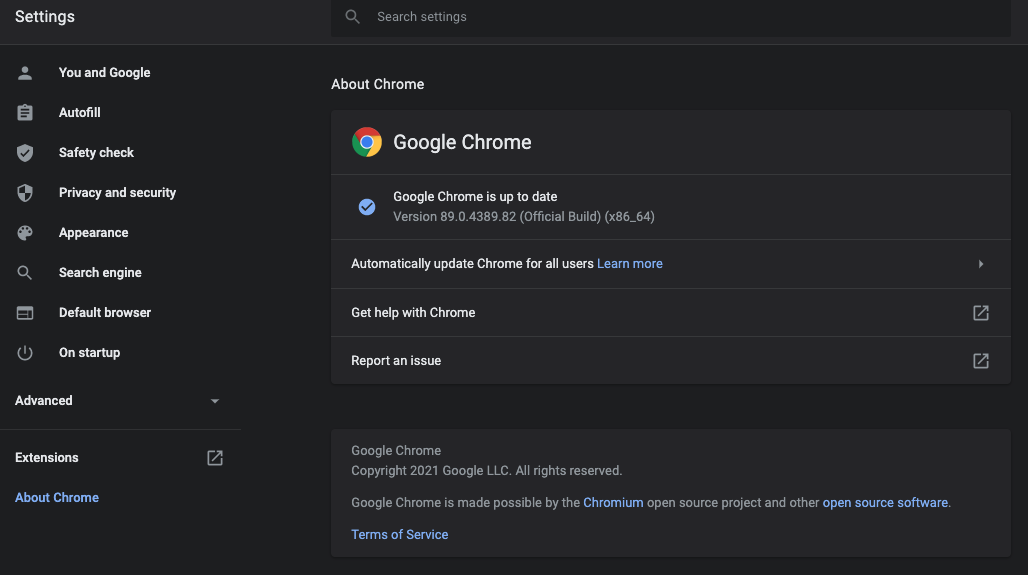 Settings
Search settings
You and Google
Autofill
Safety check
Privacy and security
Appearance
Search engine
Default browser
On startup
Advanced
Extensions
About Chrome
About Chrome
Google Chrome
Google Chrome is up to date
Version 89.0.4389.82 (Official Build) (x86_64)
Automatically update Chrome for all users Learn more
Get help with Chrome
Report an issue
Google Chrome
Copyright 2021 Google LLC. All rights reserved.
Google Chrome is made possible by the Chromium open source project and other open source software.
Terms of Service